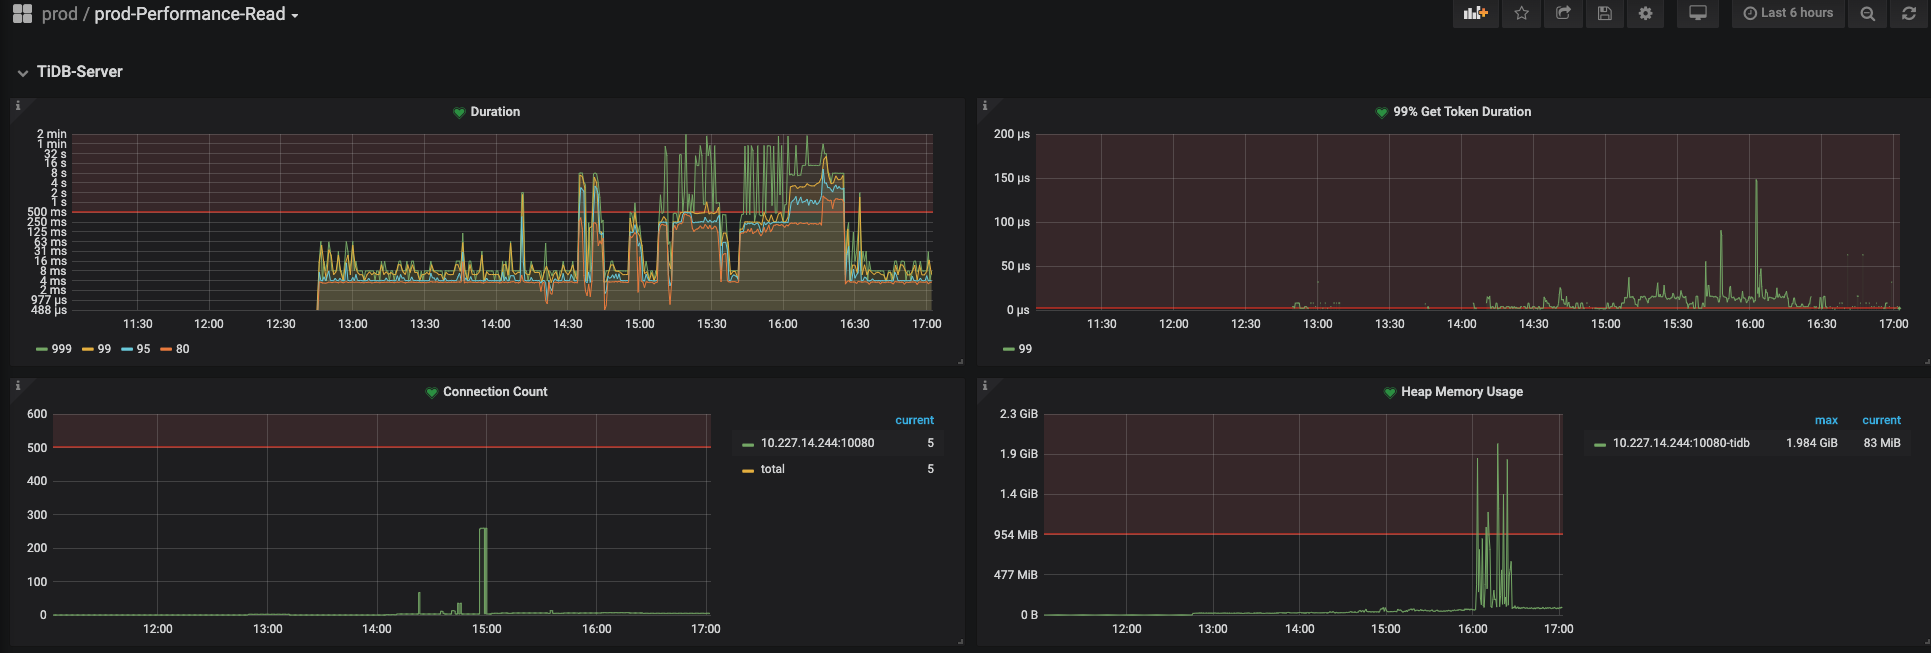 prod / prod-Performance-Read
Last 6 hours
TiDB-Server
Duration
2 min
1 min
32 s
16 s
8 s
4 s
2 s
1 s
500 ms
250 ms
125 ms
63 ms
31 ms
16 ms
8 ms
4 ms
2 ms
977 µs
488 µs
11:30 12:00 12:30 13:00 13:30 14:00 14:30 15:00 15:30 16:00 16:30 17:00
999 99 95 80
99% Get Token Duration
200 µs
150 µs
100 µs
50 µs
0 µs
11:30 12:00 12:30 13:00 13:30 14:00 14:30 15:00 15:30 16:00 16:30 17:00
99
Connection Count
600
500
400
300
200
100
0
12:00 13:00 14:00 15:00 16:00 17:00
current
10.227.14.244:10080 5
total 5
Heap Memory Usage
2.3 GiB
1.9 GiB
1.4 GiB
954 MiB
477 MiB
0 B
12:00 13:00 14:00 15:00 16:00 17:00
max current
10.227.14.244:10080-tidb 1.984 GiB 83 MiB